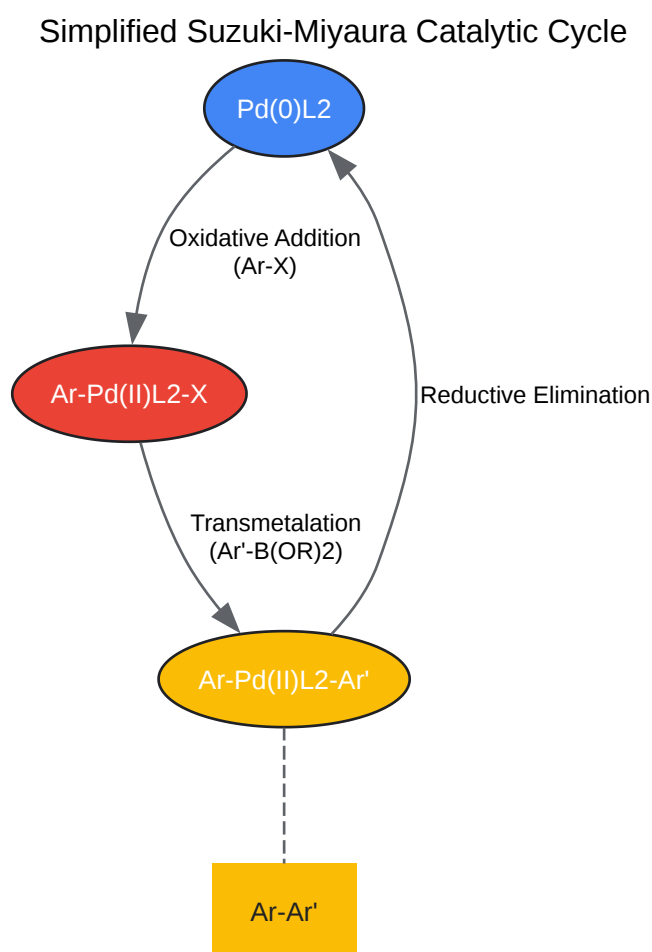 Simplified Suzuki-Miyaura Catalytic Cycle
Pd(0)L2
Oxidative Addition
(Ar-X)
Ar-Pd(II)L2-X
Reductive Elimination
Transmetalation
(Ar'-B(OR)2)
Ar-Pd(II)L2-Ar'
Ar-Ar'